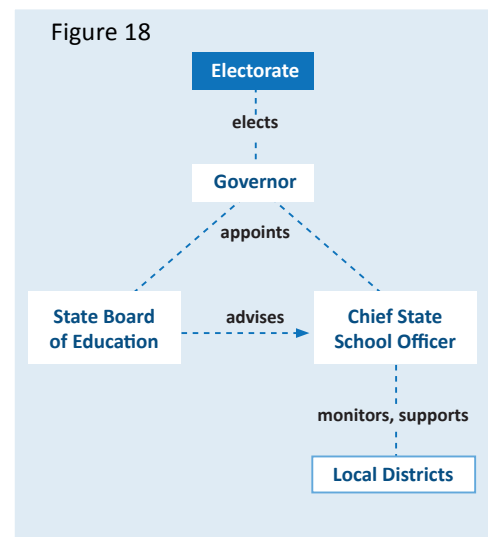 Figure 18
Electorate
elects
Governor
appoints
State Board
of Education
advises
Chief State
School Officer
monitors, supports
Local Districts